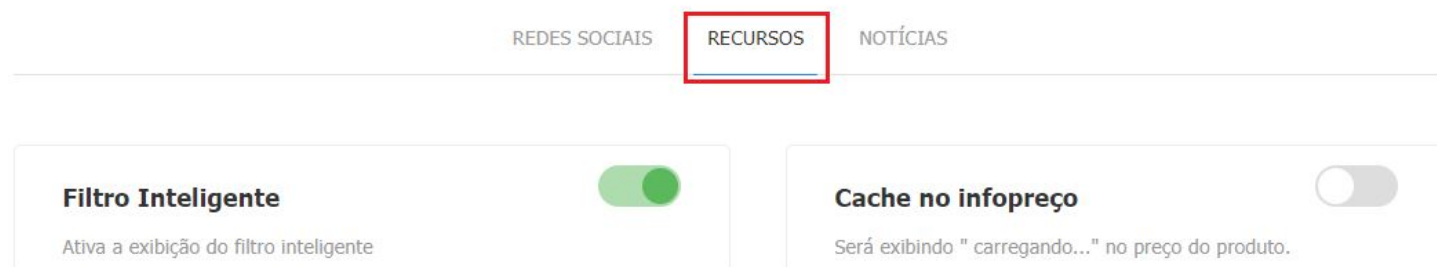 REDES SOCIAIS RECURSOS NOTÍCIAS
Filtro Inteligente
Ativa a exibição do filtro inteligente
Cache no infopreço
Será exibindo " carregando..." no preço do produto.